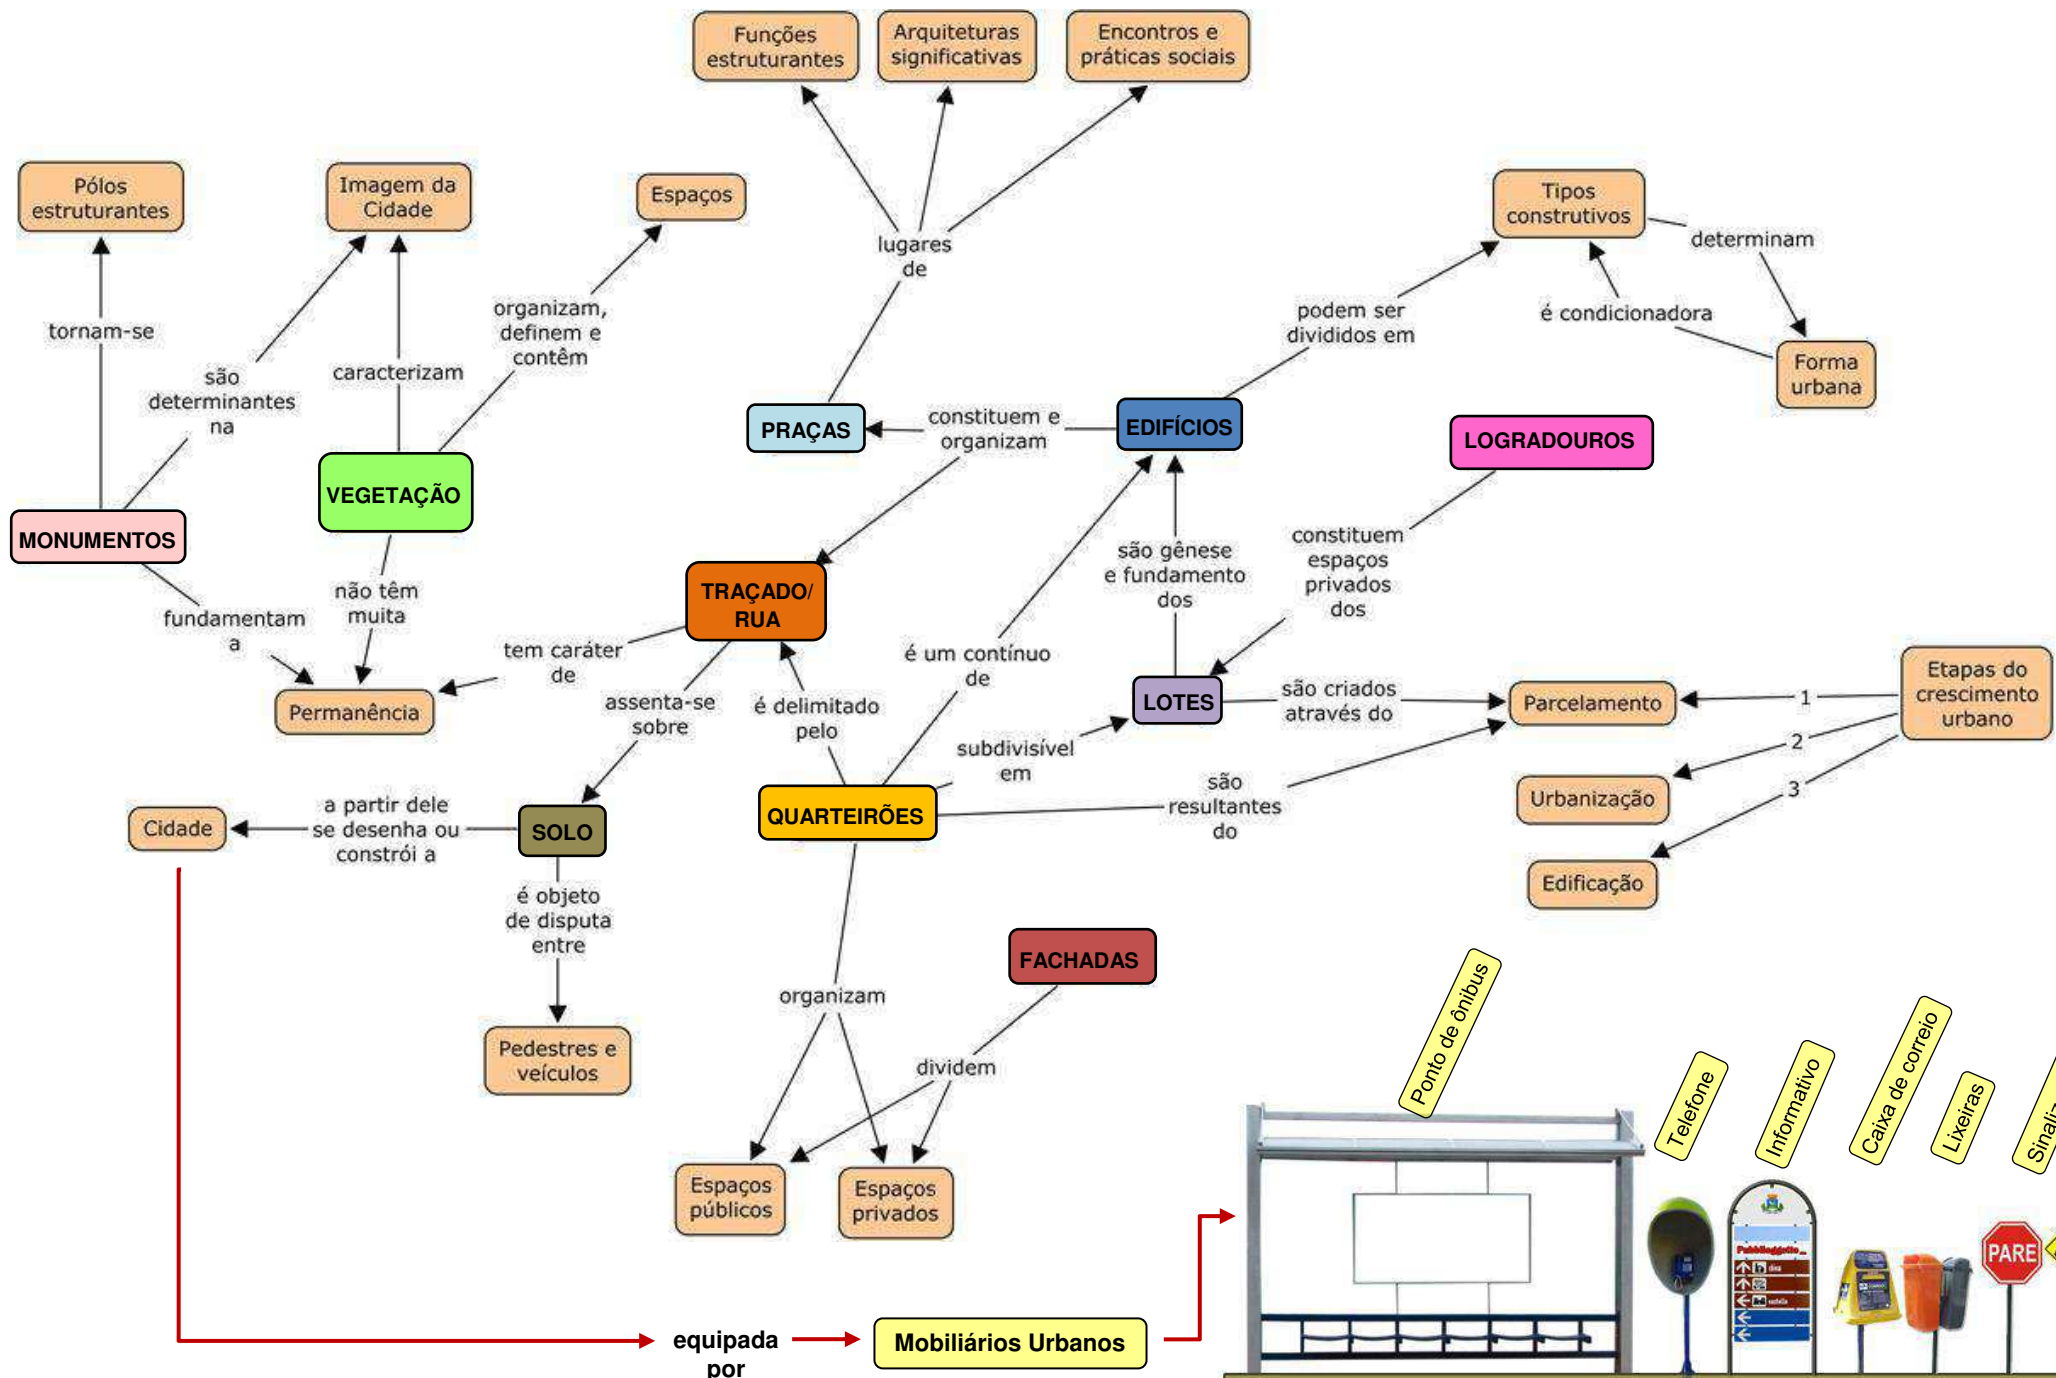 Funções
estruturantes
Arquiteturas
significativas
Encontros e
práticas sociais
Pólos
estruturantes
Imagem da
Cidade
Espaços
Tipos
construtivos
lugares
de
determinam
organizam,
definem e
contêm
podem ser
divididos em
é condicionadora
tornam-se
são
determinantes
na
caracterizam
Forma
urbana
PRAÇAS
constituem e
organizam
EDIFÍCIOS
LOGRADOUROS
VEGETAÇÃO
MONUMENTOS
são gênese
e fundamento
dos
constituem
espaços
privados
dos
não têm
muita
TRAÇADO/
RUA
fundamentam
a
tem caráter
de
é um contínuo
de
Permanência
assenta-se
sobre
é delimitado
pelo
LOTES
são criados
através do
Parcelamento
1
Etapas do
crescimento
urbano
2
3
subdivisível
em
são
resultantes
do
Urbanização
Cidade
a partir dele
se desenha ou
constrói a
SOLO
QUARTEIRÕES
Edificação
é objeto
de disputa
entre
FACHADAS
organizam
Pedestres e
veículos
dividem
Ponto de ônibus
Telefone
Informativo
Caixa de correio
Lixeiras
Espaços
públicos
Espaços
privados
PARE
equipada
por
Mobiliários Urbanos